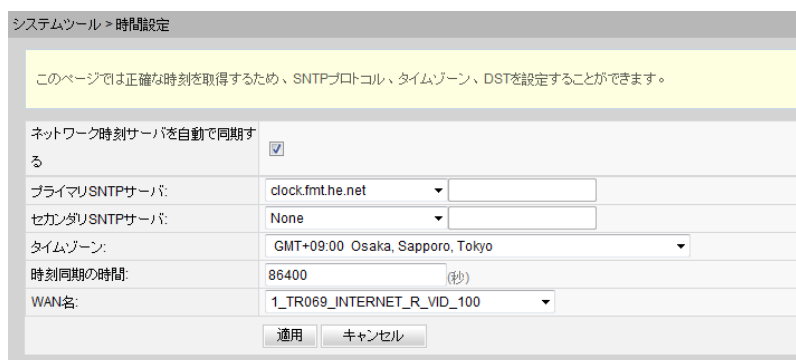 システムツール > 時間設定
このページでは正確な時刻を取得するため、SNTPプロトコル、タイムゾーン、DSTを設定することができます。
ネットワーク時刻サーバを自動で同期す
る
プライマリSNTPサーバ: clock.fmt.he.net
セカンダリSNTPサーバ: None
タイムゾーン: GMT+09:00 Osaka, Sapporo, Tokyo
時刻同期の時間: 86400 (秒)
WAN名: 1_TR069_INTERNET_R_VID_100
適用 キャンセル